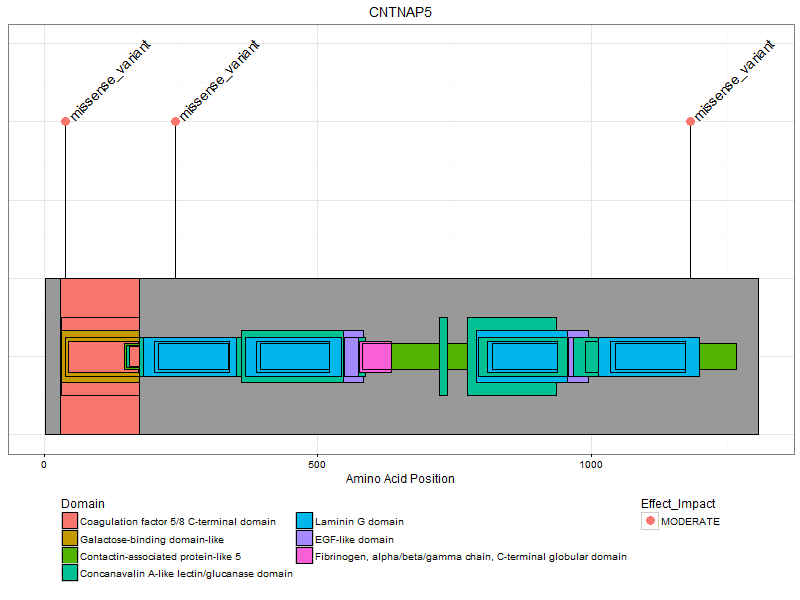 CNTNAP5
missense_variant
missense_variant
missense_variant
0
500
1000
Amino Acid Position
Domain
Coagulation factor 5/8 C-terminal domain
Galactose-binding domain-like
Contactin-associated protein-like 5
Concanavalin A-like lectin/glucanase domain
Laminin G domain
EGF-like domain
Fibrinogen, alpha/beta/gamma chain, C-terminal globular domain
Effect_Impact
MODERATE